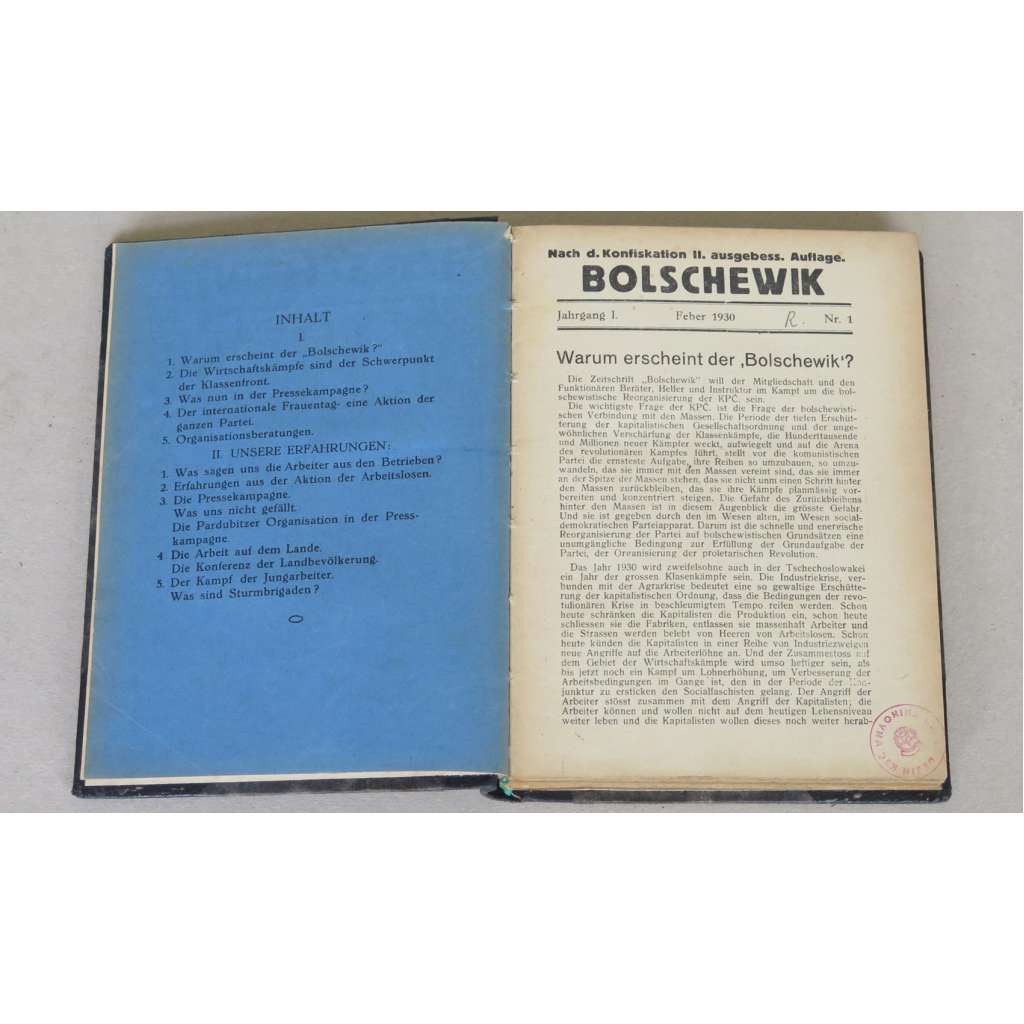 INHALT
I.
1. Warum erscheint der „Bolschewik?"
2. Die Wirtschaftskämpfe sind der Schwerpunkt
der Klassenfront.
3. Was nun in der Pressekampagne?
4. Der internationale Frauentag- eine Aktion der
ganzen Partei.
5. Organisationsberatungen.
II. UNSERE ERFAHRUNGEN:
1. Was sagen uns die Arbeiter aus den Betrieben?
2. Erfahrungen aus der Aktion der Arbeitslosen.
3. Die Pressekampagne.
Was uns nicht gefällt.
Die Pardubitzer Organisation in der Press-
kampagne.
4 Die Arbeit auf dem Lande.
Die Konferenz der Landbevölkerung.
5. Der Kampf der Jungarbeiter.
Was sind Sturmbrigaden?
Nach d. Konfiskation II. ausgebess. Auflage.
BOLSCHEWIK
Jahrgang I. Feber 1930 R. Nr. 1
Warum erscheint der ‚Bolschewik'?
Die Zeitschrift „Bolschewik" will der Mitgliedschaft und den
Funktionären Berater, Helfer und Instruktor im Kampf um die bol-
schewistische Reorganisierung der KPČ. sein.
Die wichtigste Frage der KPČ. ist die Frage der bolschewisti-
schen Verbindung mit den Massen. Die Periode der tiefen Erschüt-
terung der kapitalistischen Gesellschaftsordnung und der unge-
wöhnlichen Verschärfung der Klassenkämpfe, die Hunderttausende
und Millionen neuer Kämpfer weckt, aufwiegelt und auf die Arena
des revolutionären Kampfes führt, stellt vor die komunistischen
Partei die ernsteste Aufgabe, ihre Reihen so umzubauen, so umzu-
wandeln, das sie immer mit den Massen vereint sind, das sie immer
an der Spitze der Massen stehen, das sie nicht unm einen Schritt hinter
den Massen zurückbleiben, das sie ihre Kämpfe planmässig vor-
bereiten und konzentriert steigen. Die Gefahr des Zurückbleibens
hinter den Massen ist in diesem Augenblick die grösste Gefahr.
Und sie ist gegeben durch den im Wesen alten, im Wesen social-
demokratischen Parteiapparat. Darum ist die schnelle und energische
Reorganisierung der Partei auf bolschewistischen Grundsätzen eine
unumgängliche Bedingung zur Erfüllung der Grundaufgabe der
Partei, der Oreanisierung der proletarischen Revolution.
Das Jahr 1930 wird zweifelsohne auch in der Tschechoslowakei
ein Jahr der grossen Klasenkämpfe sein. Die Industriekrise, ver-
bunden mit der Agrarkrise bedeutet eine so gewaltige Erschütte-
rung der kapitalistischen Ordnung, dass die Bedingungen der revo-
tulionären Krise in beschleumigtem Tempo reifen werden. Schon
heute schränken die Kapitalisten die Produktion ein, schon heute
schliessen sie die Fabriken, entlassen sie massenhaft Arbeiter und
die Strassen werden belebt von Heeren von Arbeitslosen. Schon
heute künden die Kapitalisten in einer Reihe von Industriezweigen
neue Angriffe auf die Arbeiterlöhne an. Und der Zusammenstoss auf
dem Gebiet der Wirtschaftskämpfe wird umso heftiger sein, als
bis jetzt noch ein Kampf um Lohnerhöhung, um Verbesserung der
Arbeitsbedingungen im Gange ist, den in der Periode der Kon-
junktur zu ersticken den Socialfaschisten gelang. Der Angriff der
Arbeiter stösst zusammen mit dem Angriff der Kapitalisten; die
Arbeiter können und wollen nicht auf dem heutigen Lebensniveau
weiter leben und die Kapitalisten wollen dieses noch weiter herab-